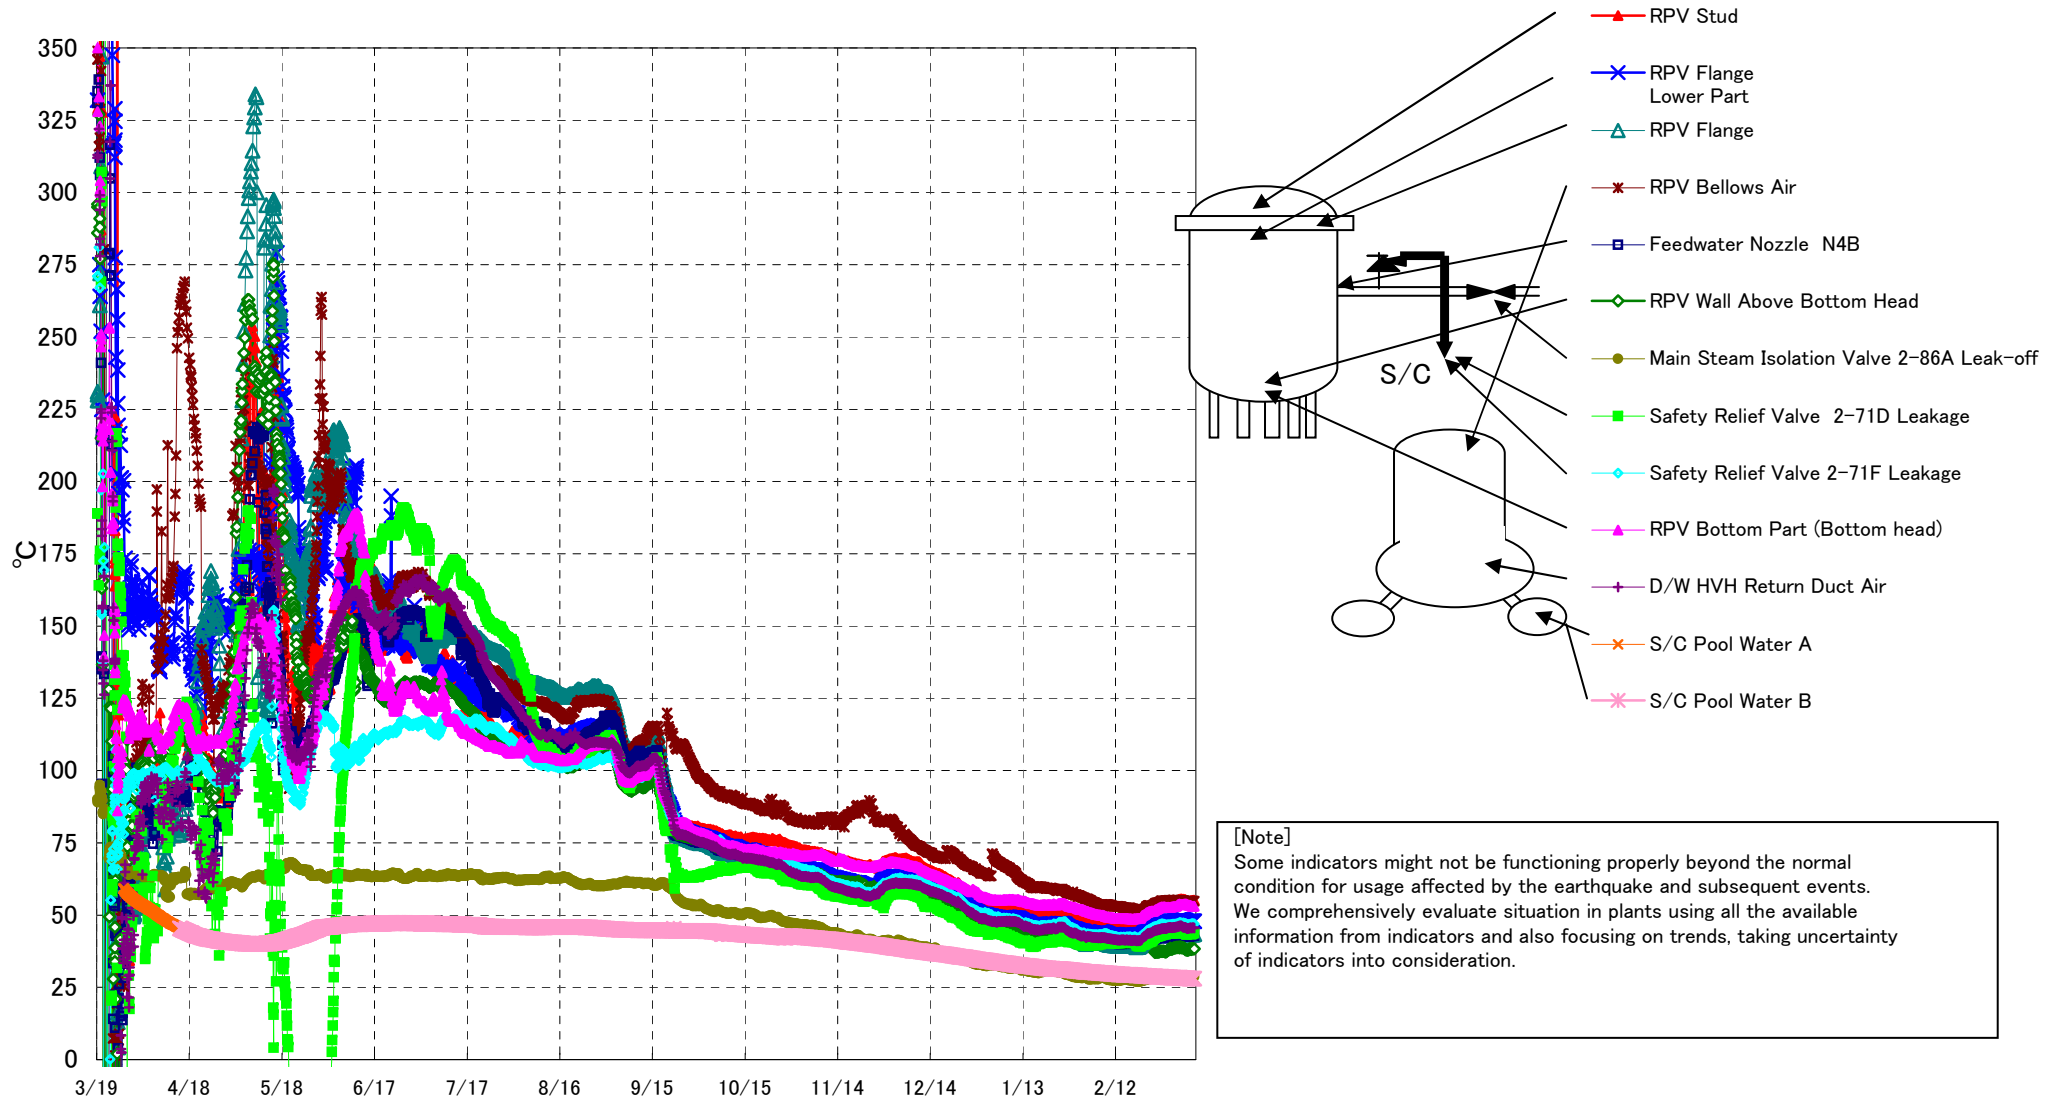 350
325
300
275
250
225
200
175
150
125
100
75
50
25
0
℃
3/19 4/18 5/18 6/17 7/17 8/16 9/15 10/15 11/14 12/14 1/13 2/12
RPV Stud
RPV Flange
Lower Part
RPV Flange
RPV Bellows Air
Feedwater Nozzle N4B
RPV Wall Above Bottom Head
Main Steam Isolation Valve 2-86A Leak-off
Safety Relief Valve 2-71D Leakage
Safety Relief Valve 2-71F Leakage
RPV Bottom Part (Bottom head)
D/W HVH Return Duct Air
S/C Pool Water A
S/C Pool Water B
S/C
[Note]
Some indicators might not be functioning properly beyond the normal
condition for usage affected by the earthquake and subsequent events.
We comprehensively evaluate situation in plants using all the available
information from indicators and also focusing on trends, taking uncertainty
of indicators into consideration.